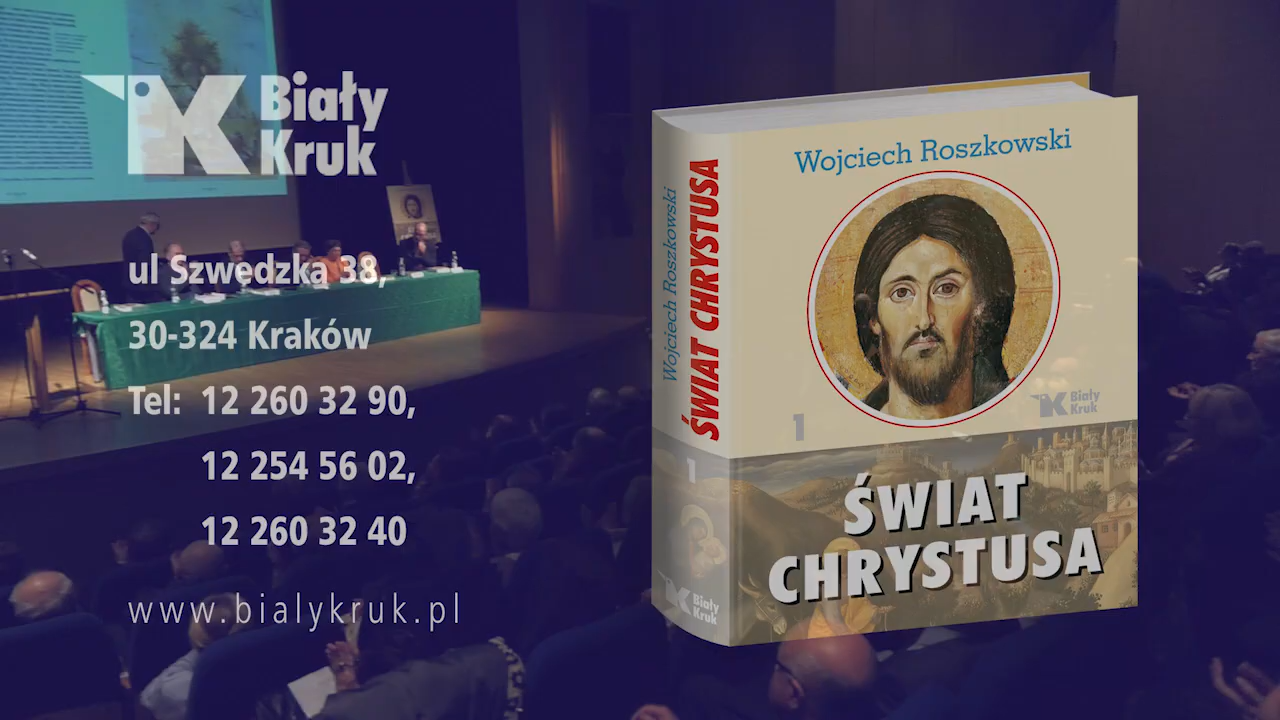 Biały
Kruk
ul Szwedzka 38,
30-324 Kraków
Tel: 12 260 32 90,
12 254 56 02,
12 260 32 40
www.bialykruk.pl
Wojciech Roszkowski
ŚWIAT CHRYSTUSA
1
Biały
Kruk
Wojciech Roszkowski
1
Biały
Kruk
ŚWIAT
CHRYSTUSA